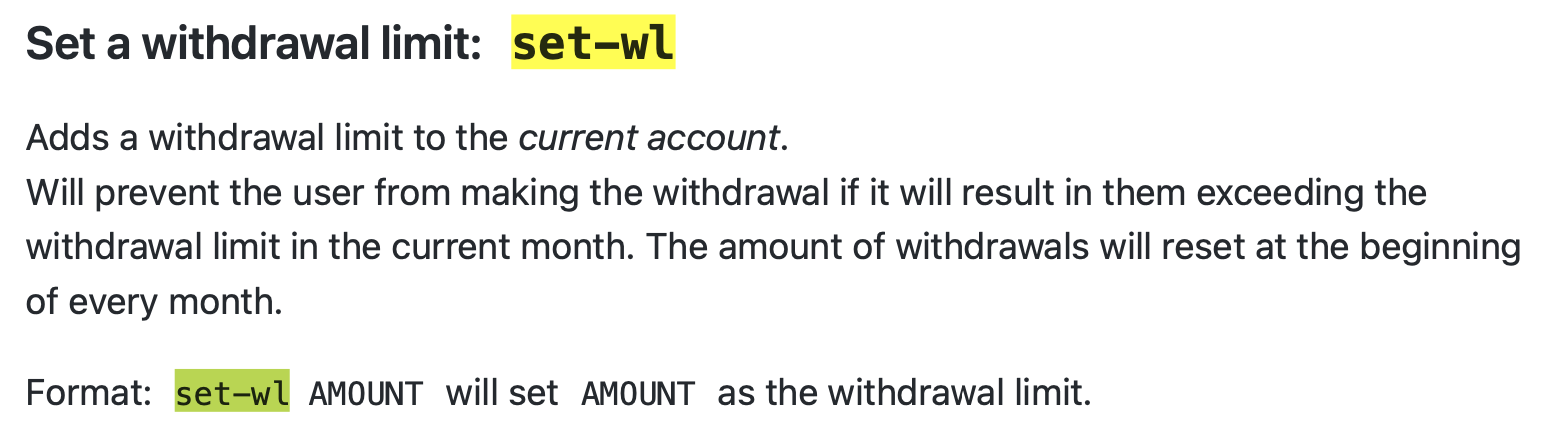 Set a withdrawal limit: set-wl
Adds a withdrawal limit to the current account.
Will prevent the user from making the withdrawal if it will result in them exceeding the
withdrawal limit in the current month. The amount of withdrawals will reset at the beginning
of every month.
Format: set-wl AMOUNT will set AMOUNT as the withdrawal limit.